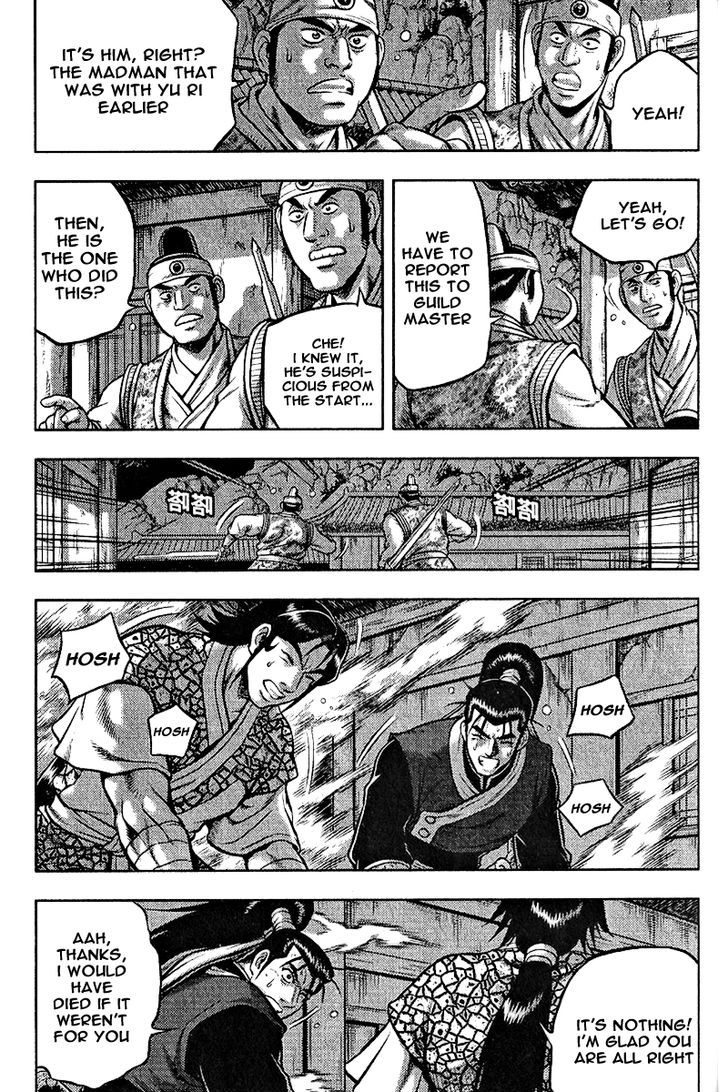 IT'S HIM, RIGHT?
THE MADMAN THAT
WAS WITH YU RI
EARLIER
YEAH!
THEN,
HE IS
THE ONE
WHO DID
THIS?
CHE!
I KNEW IT,
HE'S SUSPI-
CIOUS FROM
THE START...
WE
HAVE TO
REPORT
THIS TO
GUILD
MASTER
YEAH,
LET'S GO!
HOSH
HOSH
HOSH
HOSH
AAH,
THANKS,
I WOULD
HAVE
DIED IF IT
WEREN'T
FOR YOU
IT'S NOTHING!
I'M GLAD YOU
ARE ALL RIGHT